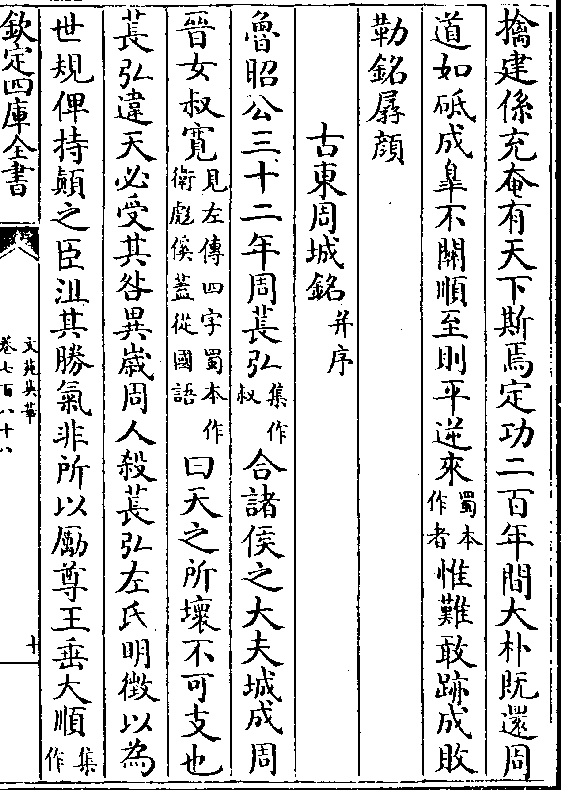 擒建係充奄有天下斯焉定功二百年間大朴既還周
道如砥成臯不關順至則平逆來蜀本作者惟難敢跡成敗
勒銘孱顔
古東周城銘并序
魯昭公三十二年周萇弘集作叔合諸侯之大夫城成周
晉女叔寛見左傳四字蜀本作衛彪傒蓋從國語曰天之所壞不可支也
萇弘違天必受其咎異歲周人殺萇弘左氏明徴以為
世規俾持顛之臣沮其勝氣非所以勵尊王垂大順集作
欽定四庫全書
文苑英華
卷七百八十八
十